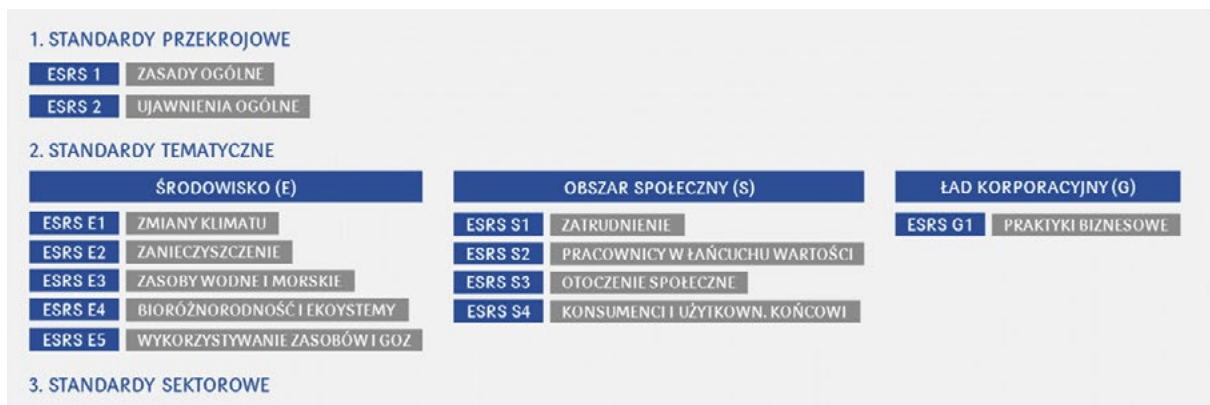 1. STANDARDY PRZEKROJOWE
ESRS 1 ZASADY OGÓLNE
ESRS 2 UJAWNIENIA OGÓLNE
2. STANDARDY TEMATYCZNE
ŚRODOWISKO (E)
ESRS E1 ZMIANY KLIMATU
ESRS E2 ZANIECZYSZCZENIE
ESRS E3 ZASOBY WODNE I MORSKIE
ESRS E4 BIORÓŻNORODNOŚĆ I EKOYSTEMY
ESRS E5 WYKORZYSTYWANIE ZASOBÓW I GOZ
OBSZAR SPOŁECZNY (S)
ESRS S1 ZATRUDNIENIE
ESRS S2 PRACOWNICY W ŁAŃCUCHU WARTOŚCI
ESRS S3 OTOCZENIE SPOŁECZNE
ESRS S4 KONSUMENCI I UŻYTKOWN. KOŃCOWI
ŁAD KORPORACYJNY (G)
ESRS G1 PRAKTYKI BIZNESOWE
3. STANDARDY SEKTOROWE